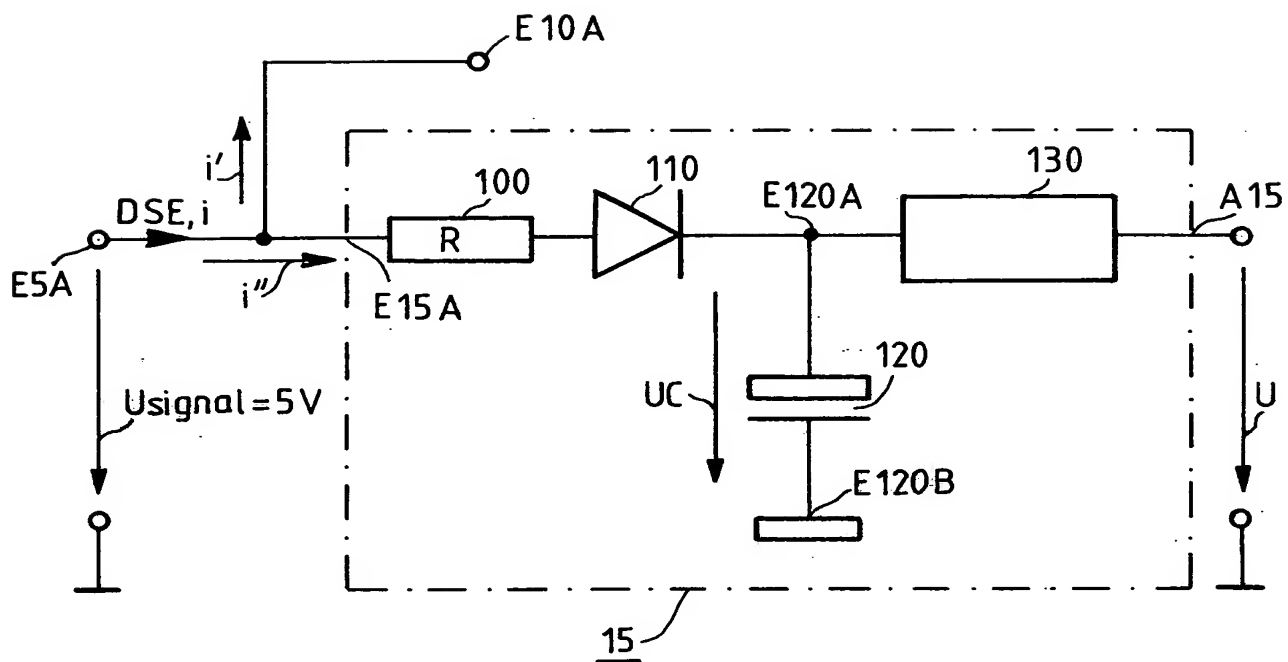 E10A
i'
100
110
E120A
130
A15
DSE, i
R
E5A
i"
E15A
120
Usignal = 5V
UC
U
E120B
15